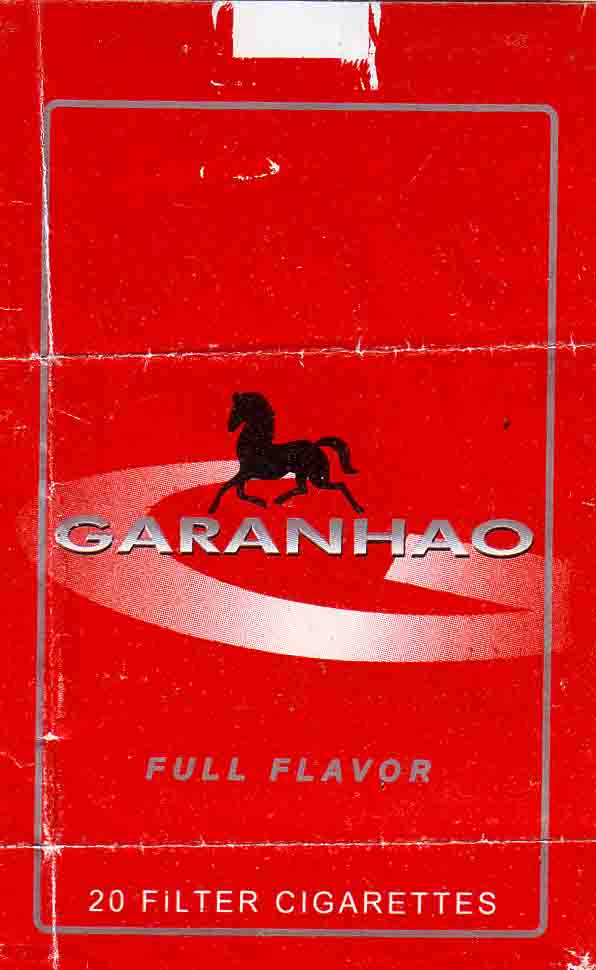 GARANHAO
FULL FLAVOR
20 FiLTER CIGARETTES